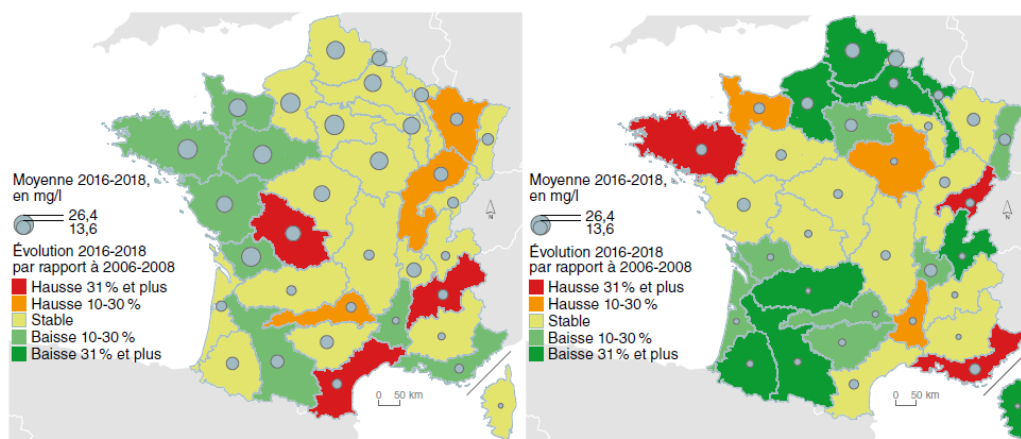 Moyenne 2016-2018,
en mg/l
26,4
13,6
Évolution 2016-2018
par rapport à 2006-2008
Hausse 31 % et plus
Hausse 10-30 %
Stable
Baisse 10-30 %
Baisse 31 % et plus
N
0 50 km
Moyenne 2016-2018,
en mg/l
26,4
13,6
Évolution 2016-2018
par rapport à 2006-2008
Hausse 31 % et plus
Hausse 10-30 %
Stable
Baisse 10-30 %
Baisse 31 % et plus
N
0 50 km